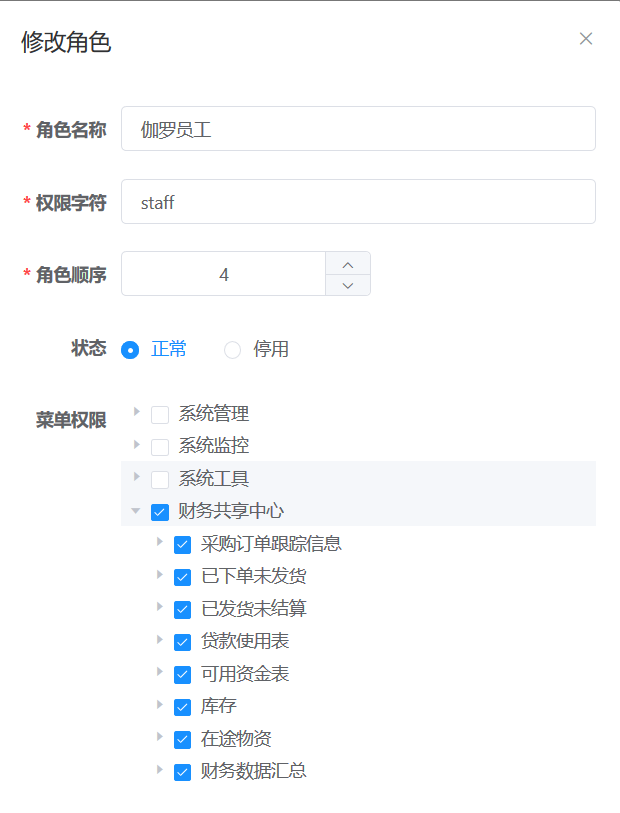 修改角色
* 角色名称 伽罗员工
* 权限字符 staff
* 角色顺序 4
状态 正常 停用
菜单权限 系统管理
系统监控
系统工具
财务共享中心
采购订单跟踪信息
已下单未发货
已发货未结算
贷款使用表
可用资金表
库存
在途物资
财务数据汇总